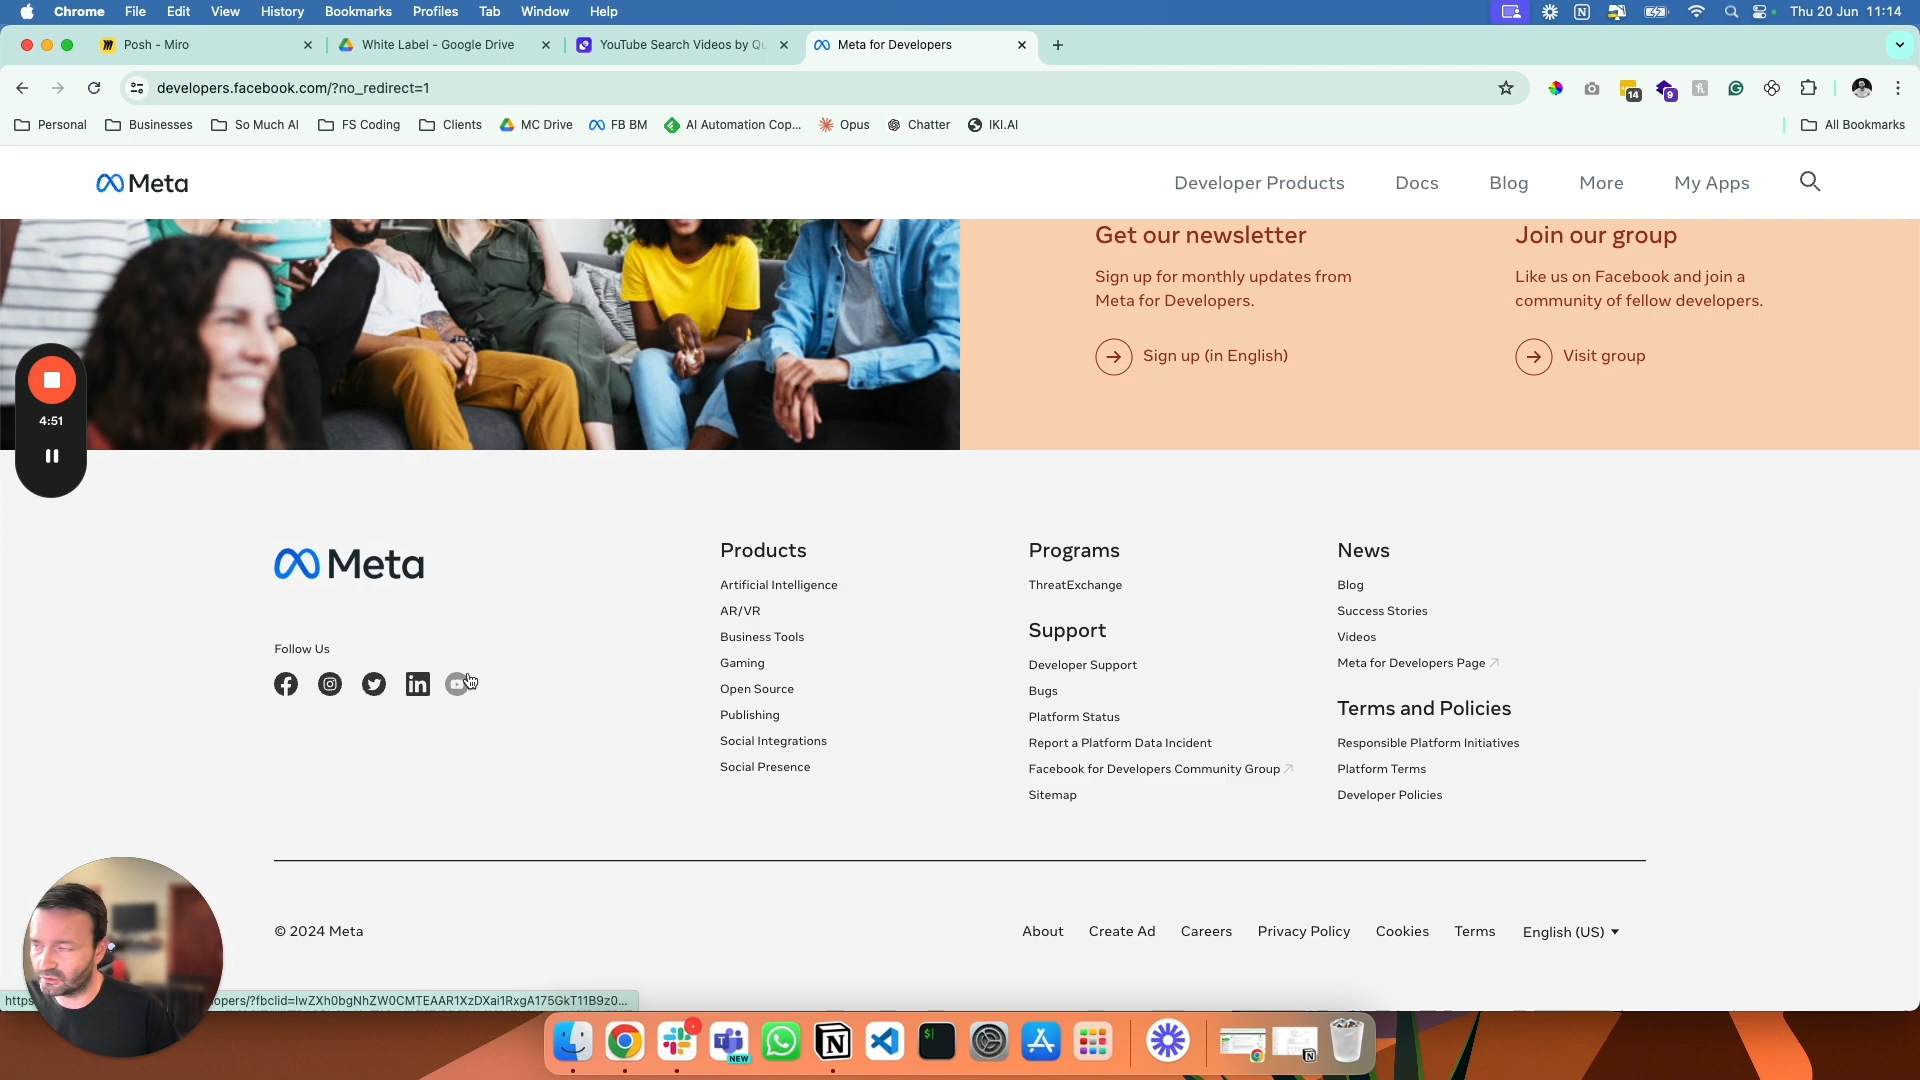 Chrome File Edit View History Bookmarks Profiles Tab Window Help Thu 20 Jun 11:14
Posh - Miro
White Label - Google Drive
YouTube Search Videos by Qu
Meta for Developers
developers.facebook.com/?no_redirect=1
14
9
Personal Businesses So Much AI FS Coding Clients MC Drive FB BM AI Automation Cop... Opus Chatter IKI.AI All Bookmarks
Meta
Developer Products Docs Blog More My Apps
Get our newsletter
Sign up for monthly updates from
Meta for Developers.
Sign up (in English)
Join our group
Like us on Facebook and join a
community of fellow developers.
Visit group
4:51
Meta
Follow Us
Products
Artificial Intelligence
AR/VR
Business Tools
Gaming
Open Source
Publishing
Social Integrations
Social Presence
Programs
ThreatExchange
Support
Developer Support
Bugs
Platform Status
Report a Platform Data Incident
Facebook for Developers Community Group
Sitemap
News
Blog
Success Stories
Videos
Meta for Developers Page
Terms and Policies
Responsible Platform Initiatives
Platform Terms
Developer Policies
© 2024 Meta
About Create Ad Careers Privacy Policy Cookies Terms English (US)
NEW